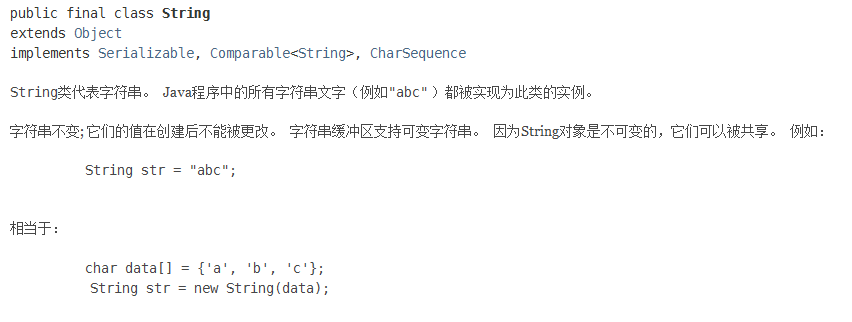 public final class String
extends Object
implements Serializable, Comparable<String>, CharSequence
String类代表字符串。 Java程序中的所有字符串文字（例如"abc" ）都被实现为此类的实例。
字符串不变; 它们的值在创建后不能被更改。 字符串缓冲区支持可变字符串。 因为String对象是不可变的，它们可以被共享。 例如：
String str = "abc";
相当于：
char data[] = {'a', 'b', 'c'};
String str = new String(data);